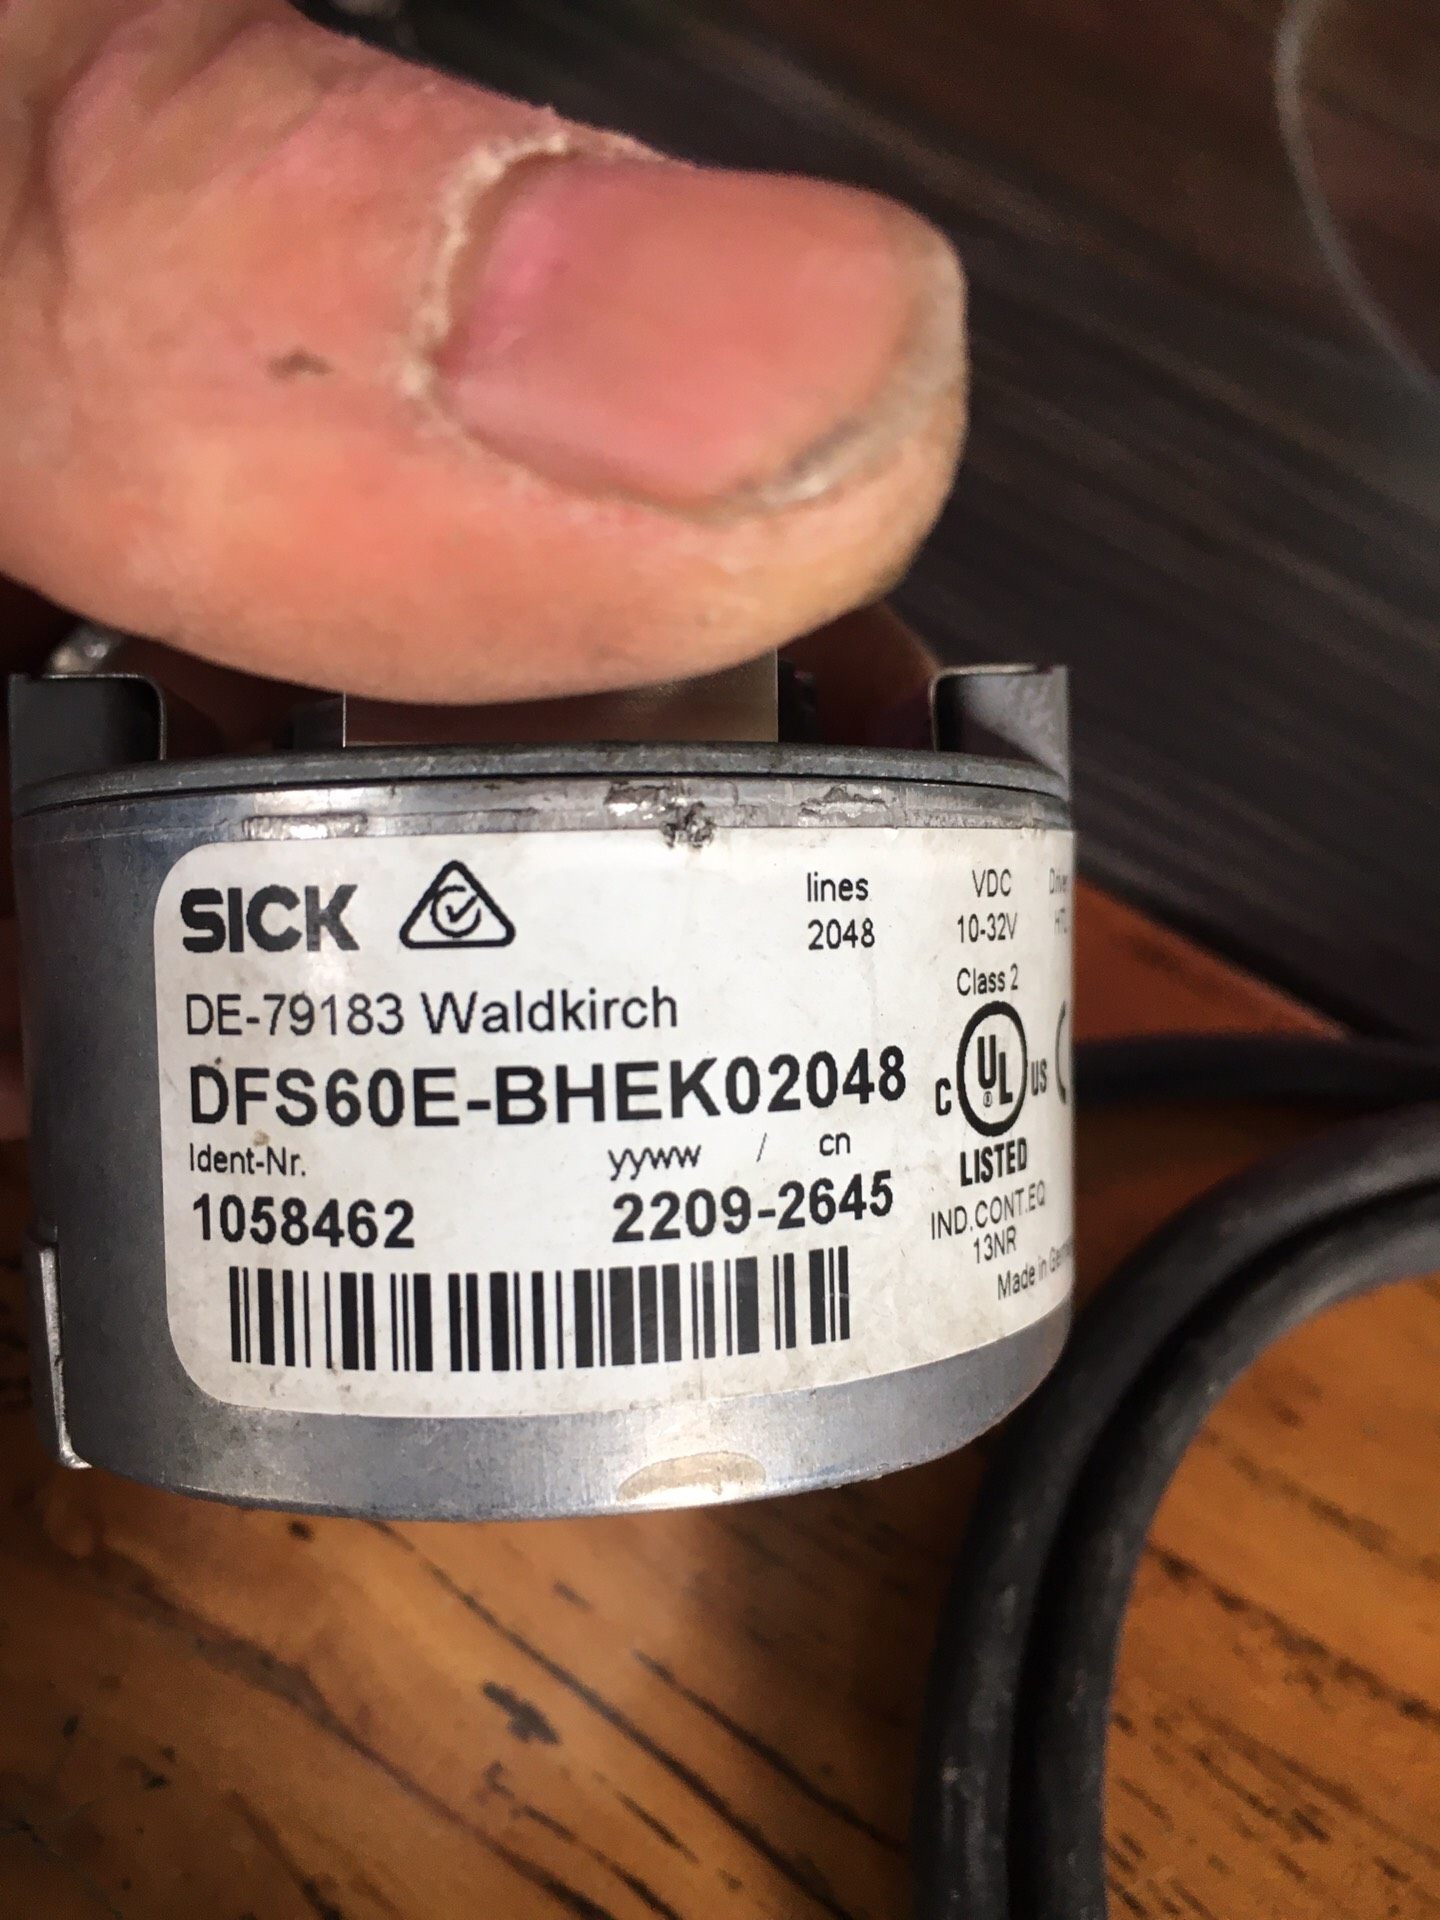 SICK
lines
2048
VDC
10-32V
Class 2
DE-79183 Waldkirch
DFS60E-BHEK02048
Ident-Nr.
1058462
yyww / cn
2209-2645
C UL US
LISTED
IND.CONT.EQ
13NR
Made in